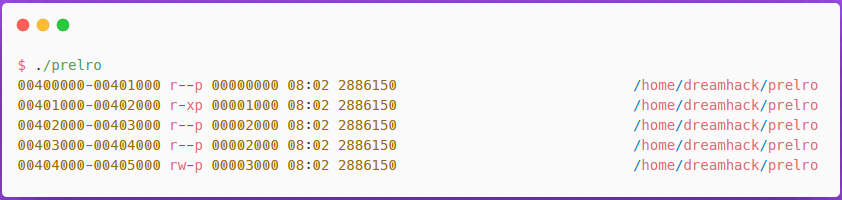 $ ./prelro
00400000-00401000 r--p 00000000 08:02 2886150                            /home/dreamhack/prelro
00401000-00402000 r-xp 00001000 08:02 2886150                            /home/dreamhack/prelro
00402000-00403000 r--p 00002000 08:02 2886150                            /home/dreamhack/prelro
00403000-00404000 r--p 00002000 08:02 2886150                            /home/dreamhack/prelro
00404000-00405000 rw-p 00003000 08:02 2886150                            /home/dreamhack/prelro